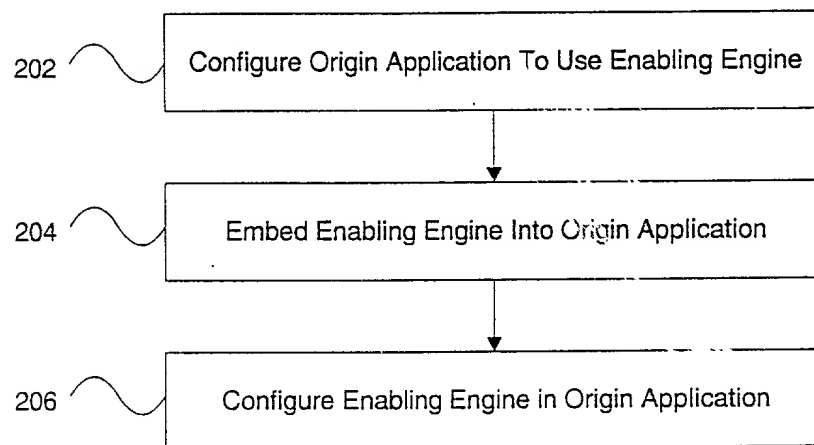 202 Configure Origin Application To Use Enabling Engine
204 Embed Enabling Engine Into Origin Application
206 Configure Enabling Engine in Origin Application